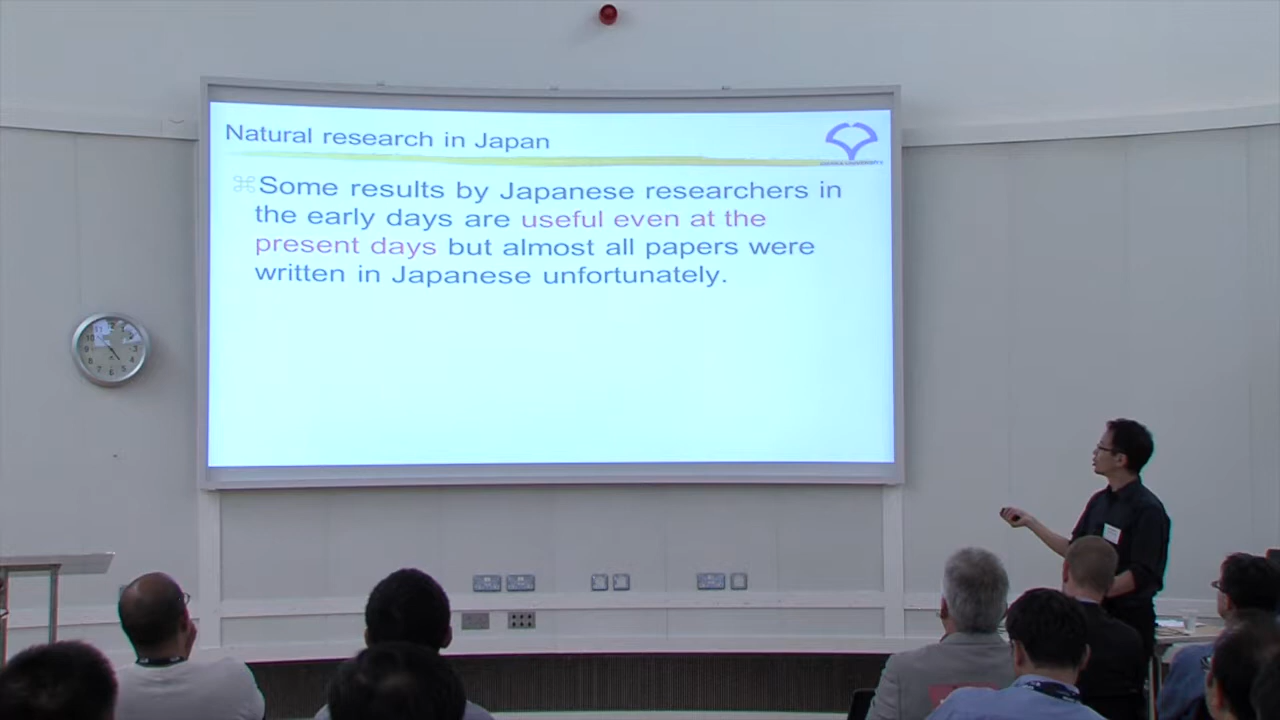 Natural research in Japan
⌘Some results by Japanese researchers in
the early days are useful even at the
present days but almost all papers were
written in Japanese unfortunately.